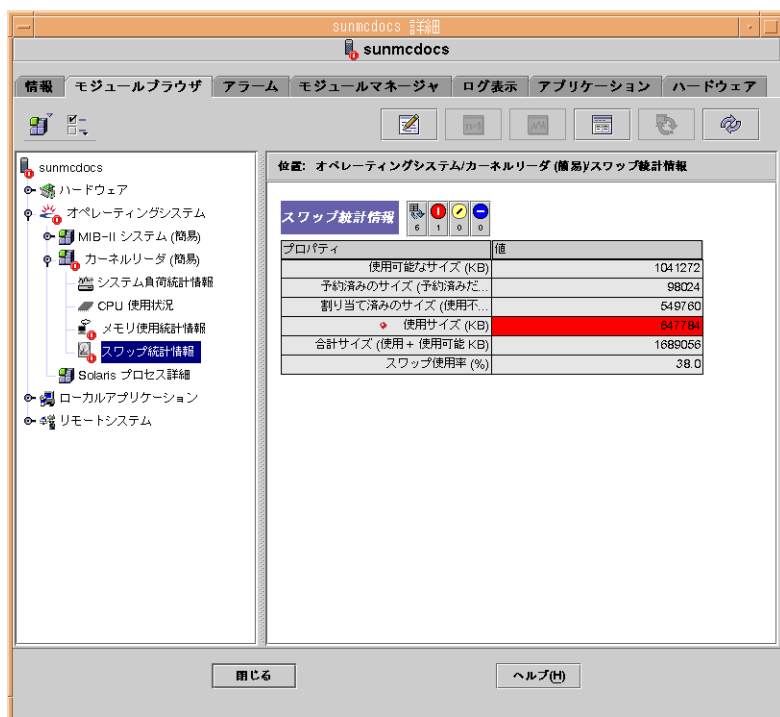 sunmcdocs 詳細
sunmcdocs
情報 モジュールブラウザ アラーム モジュールマネージャ ログ表示 アプリケーション ハードウェア
sunmcdocs
ハードウェア
オペレーティングシステム
MIB-II システム (簡易)
カーネルリーダ (簡易)
システム負荷統計情報
CPU 使用状況
メモリ使用統計情報
スワップ統計情報
Solaris プロセス詳細
ローカルアプリケーション
リモートシステム
位置: オペレーティングシステム/カーネルリーダ (簡易)/スワップ統計情報
スワップ統計情報 6 1 0 0
プロパティ 値
使用可能なサイズ (KB) 1041272
予約済みのサイズ (予約済みだ... 98024
割り当て済みのサイズ (使用不... 549760
使用サイズ (KB) 647784
合計サイズ (使用 + 使用可能 KB) 1689056
スワップ使用率 (%) 38.0
閉じる ヘルプ(H)